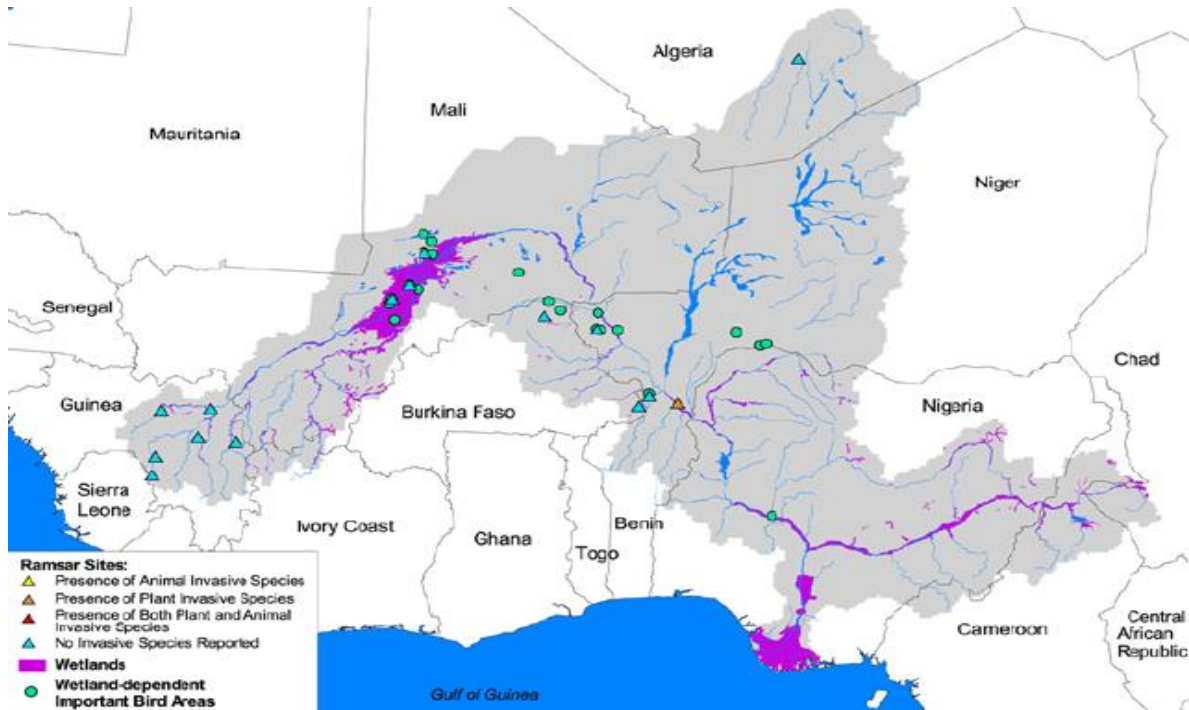 Algeria
Mali
Mauritania
Niger
Senegal
Chad
Guinea
Burkina Faso
Nigeria
Sierra
Leone
Ivory Coast
Ghana
Togo
Benin
Cameroon
Central
African
Republic
Gulf of Guinea
Ramsar Sites:
Presence of Animal Invasive Species
Presence of Plant Invasive Species
Presence of Both Plant and Animal
Invasive Species
No Invasive Species Reported
Wetlands
Wetland-dependent
Important Bird Areas